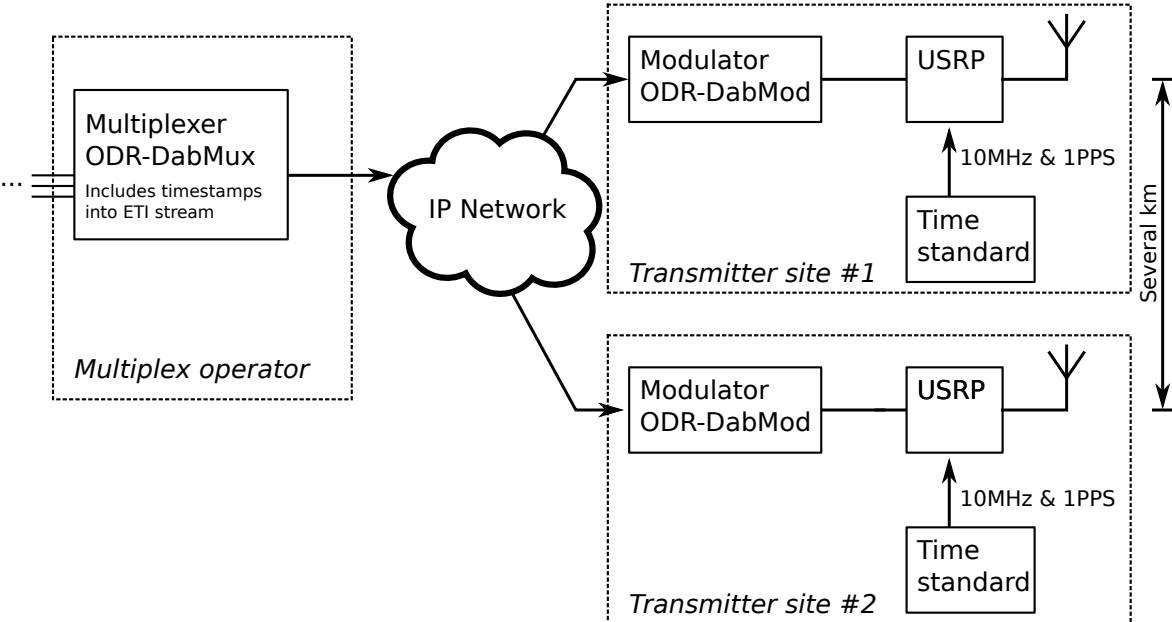 ...
Multiplexer
ODR-DabMux
Includes timestamps
into ETI stream
Multiplex operator
IP Network
Modulator
ODR-DabMod
USRP
10MHz & 1PPS
Time
standard
Transmitter site #1
Several km
Modulator
ODR-DabMod
USRP
10MHz & 1PPS
Time
standard
Transmitter site #2